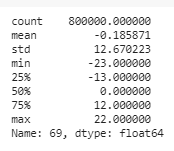 count 800000.000000
mean -0.185871
std 12.670223
min -23.000000
25% -13.000000
50% 0.000000
75% 12.000000
max 22.000000
Name: 69, dtype: float64